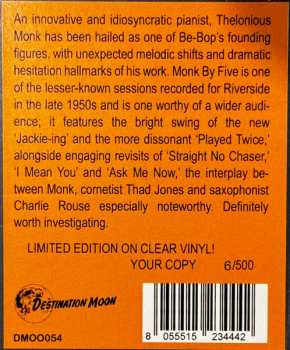 An innovative and idiosyncratic pianist, Thelonious
Monk has been hailed as one of Be-Bop's founding
figures, with unexpected melodic shifts and dramatic
hesitation hallmarks of his work. Monk By Five is one
of the lesser-known sessions recorded for Riverside
in the late 1950s and is one worthy of a wider audi-
ence; it features the bright swing of the new
'Jackie-ing' and the more dissonant 'Played Twice,'
alongside engaging revisits of 'Straight No Chaser,'
'I Mean You' and 'Ask Me Now,' the interplay be-
tween Monk, cornetist Thad Jones and saxophonist
Charlie Rouse especially noteworthy. Definitely
worth investigating.
LIMITED EDITION ON CLEAR VINYL!
YOUR COPY 6/500
DESTINATION MOON
DMOO054
8 055515 234442